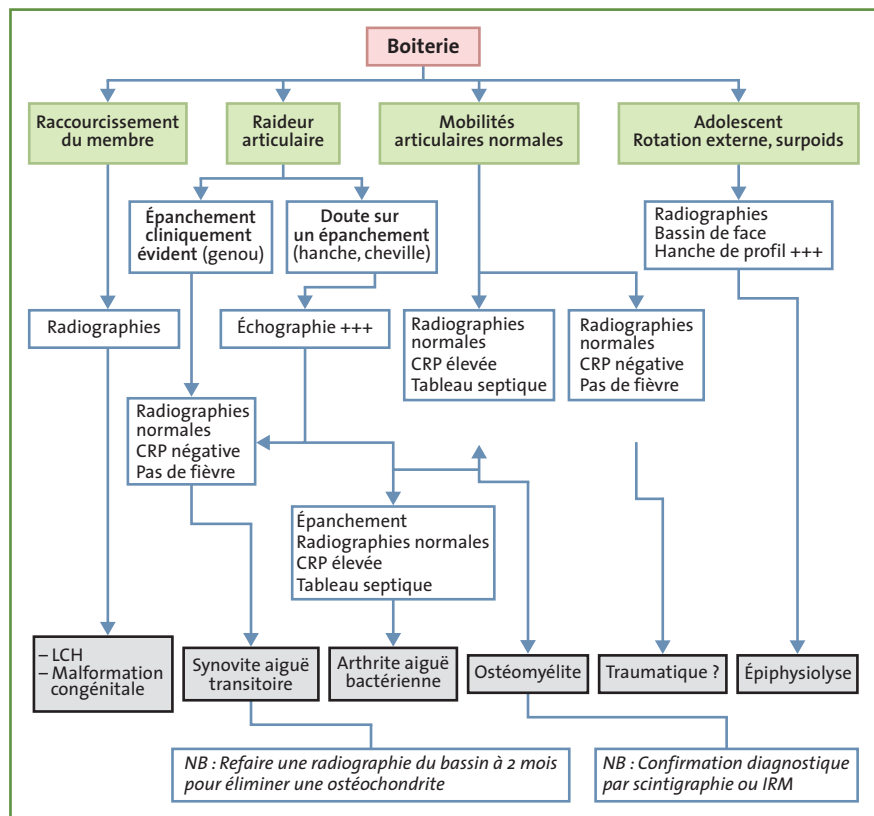 Boiterie
Raccourcissement
du membre
Raideur
articulaire
Mobilités
articulaires normales
Adolescent
Rotation externe, surpoids
Épanchement
cliniquement
évident (genou)
Doute sur
un épanchement
(hanche, cheville)
Radiographies
Bassin de face
Hanche de profil +++
Radiographies
Échographie +++
Radiographies
normales
CRP élevée
Tableau septique
Radiographies
normales
CRP négative
Pas de fièvre
Radiographies
normales
CRP négative
Pas de fièvre
Épanchement
Radiographies normales
CRP élevée
Tableau septique
– LCH
– Malformation
congénitale
Synovite aiguë
transitoire
Arthrite aiguë
bactérienne
Ostéomyélite
Traumatique ?
Épiphysiolyse
NB : Refaire une radiographie du bassin à 2 mois
pour éliminer une ostéochondrite
NB : Confirmation diagnostique
par scintigraphie ou IRM